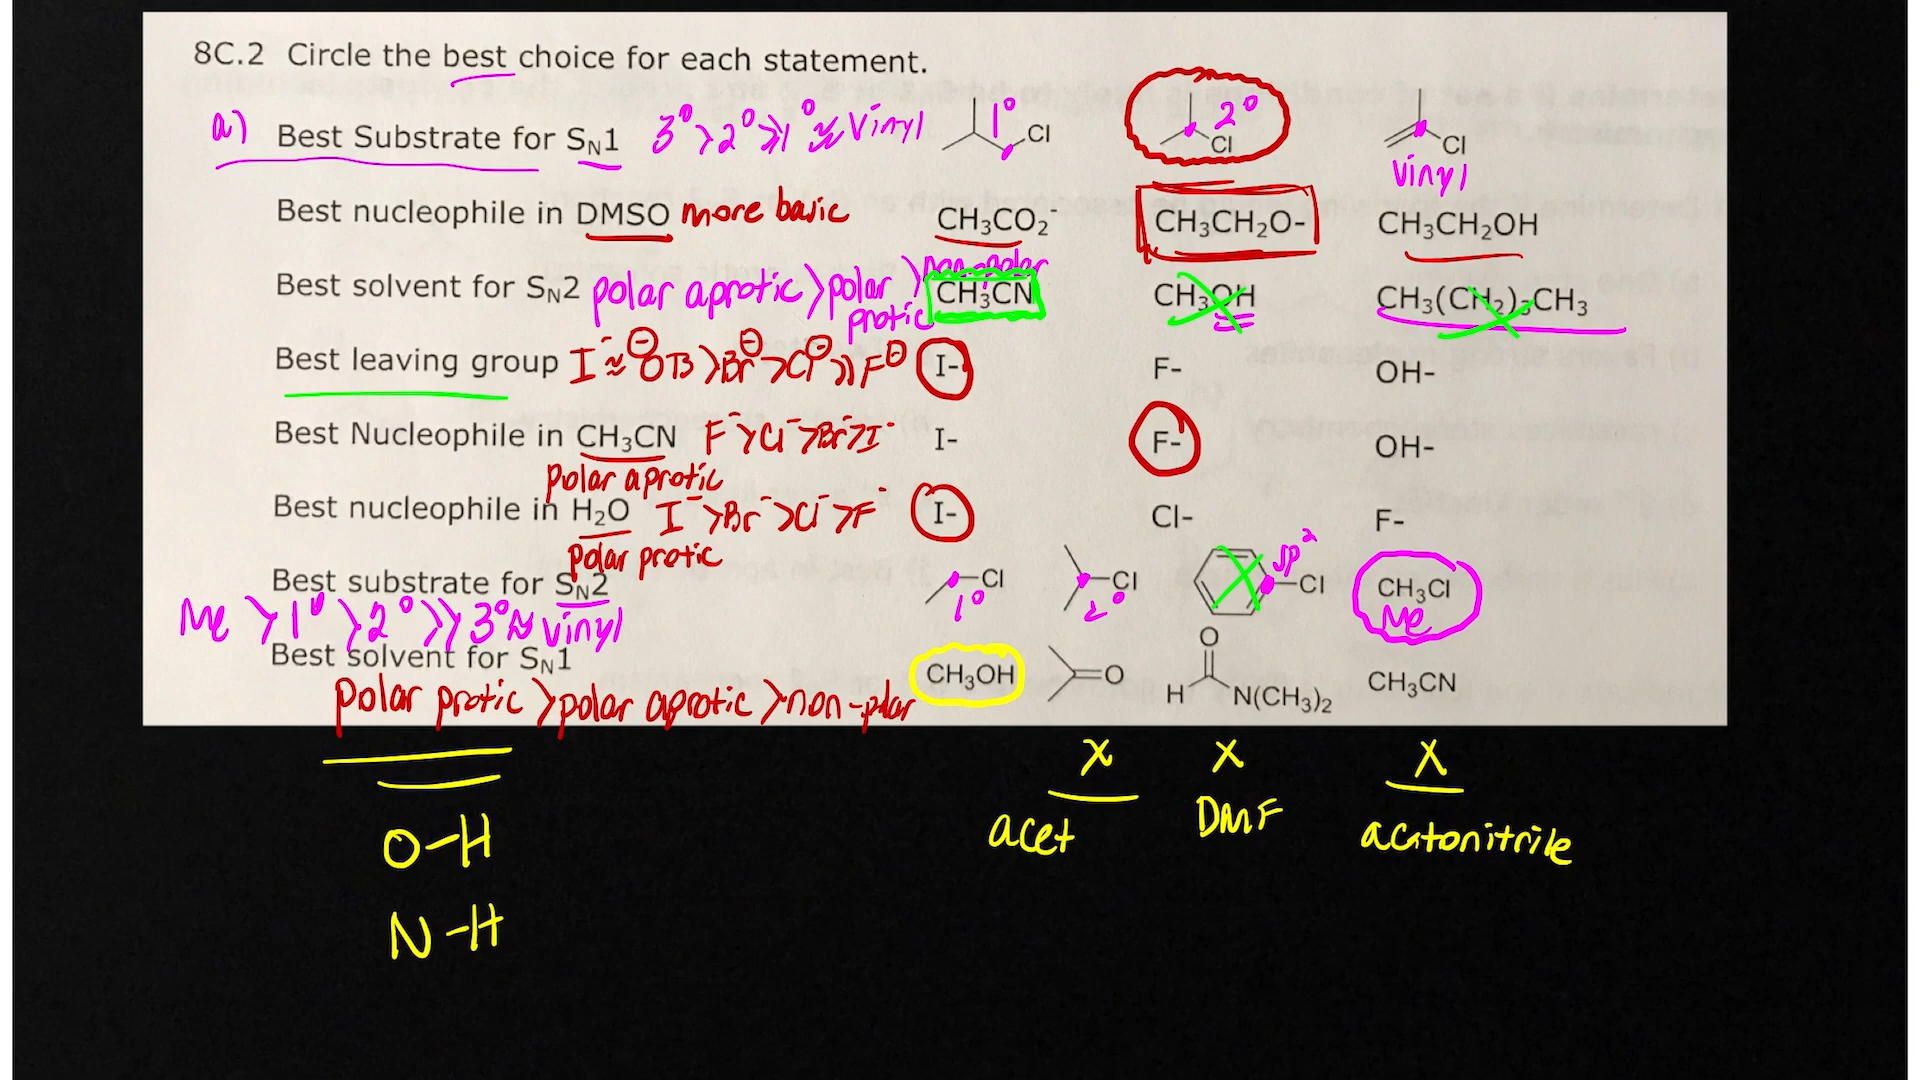 8C.2 Circle the best choice for each statement.
a) Best Substrate for SN1 3° > 2° >> 1° ≈ Vinyl 1° Cl 2° Cl Cl
vinyl
Best nucleophile in DMSO more basic CH3CO2- CH3CH2O- CH3CH2OH
Best solvent for SN2 polar aprotic > polar protic > non-polar CH3CN CH3OH CH3(CH2)3CH3
Best leaving group I- ≈ OTs > Br > Cl >> F I- F- OH-
Best Nucleophile in CH3CN F- > Cl- > Br- > I- I- F- OH-
polar aprotic
Best nucleophile in H2O I- > Br- > Cl- > F- I- Cl- F-
polar protic
Best substrate for SN2 Cl 1° Cl 2° Cl sp2 CH3Cl Me
Me > 1° > 2° >> 3° ≈ vinyl
Best solvent for SN1 CH3OH O O H N(CH3)2 CH3CN
polar protic > polar aprotic > non-plar
X X X
acet DMF acatonitrile
O-H
N-H